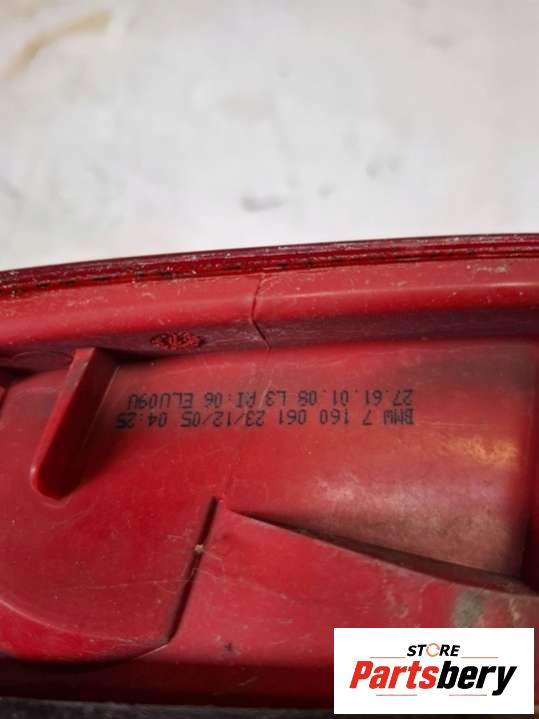 BMW 7 160 061 23/12/05 04:25
27.61.01.08 L3 PI:06 ELU09U
STORE
Partsbery